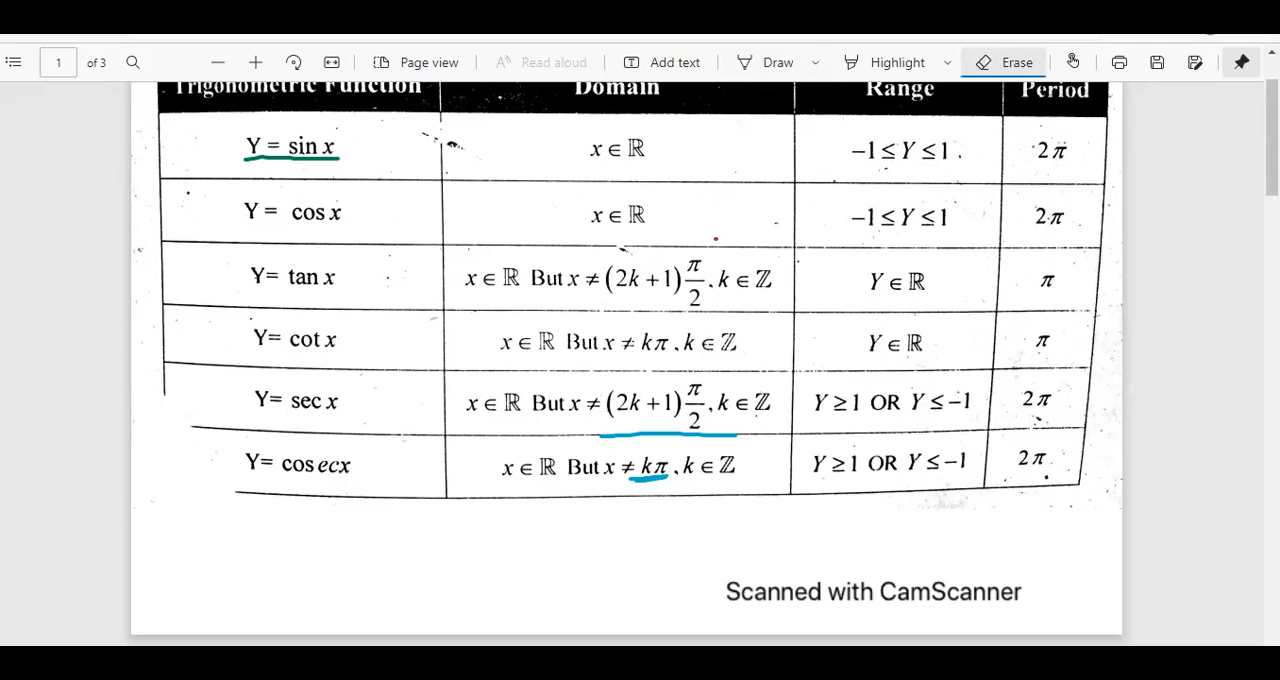 1 of 3 Page view Read aloud Add text Draw Highlight Erase
Trigonometric Function Domain Range Period
Y = sin x x ∈ ℝ −1 ≤ Y ≤ 1 2π
Y = cos x x ∈ ℝ −1 ≤ Y ≤ 1 2π
Y= tan x x ∈ ℝ But x ≠ (2k +1) π/2 , k ∈ ℤ Y ∈ ℝ π
Y= cot x x ∈ ℝ But x ≠ kπ , k ∈ ℤ Y ∈ ℝ π
Y= sec x x ∈ ℝ But x ≠ (2k +1) π/2 , k ∈ ℤ Y ≥ 1 OR Y ≤ −1 2π
Y= cosecx x ∈ ℝ But x ≠ kπ , k ∈ ℤ Y ≥ 1 OR Y ≤ −1 2π
Scanned with CamScanner